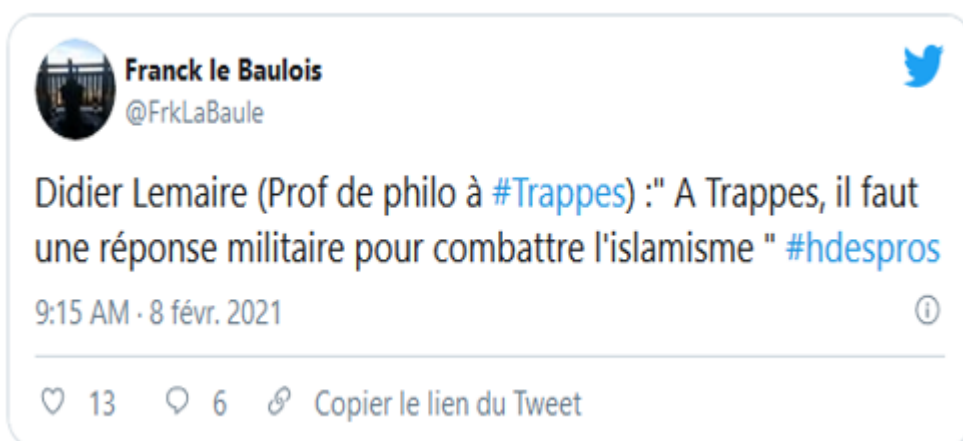 Franck le Baulois
@FrkLaBaule
Didier Lemaire (Prof de philo à #Trappes) :" A Trappes, il faut
une réponse militaire pour combattre l'islamisme " #hdespros
9:15 AM · 8 févr. 2021
13 6 Copier le lien du Tweet